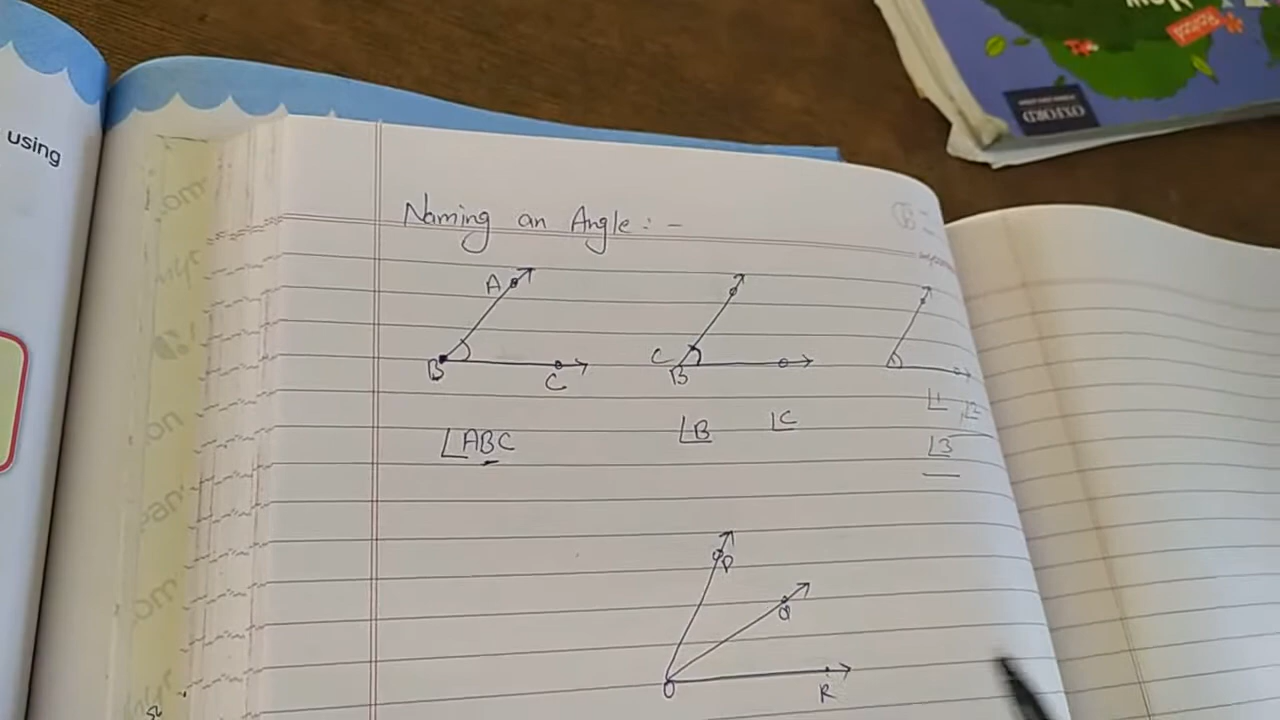 using
Naming an Angle : -
A
B
C
C
B
∠ABC
∠B
∠C
∠1, ∠2
∠3
P
Q
O
R
OXFORD